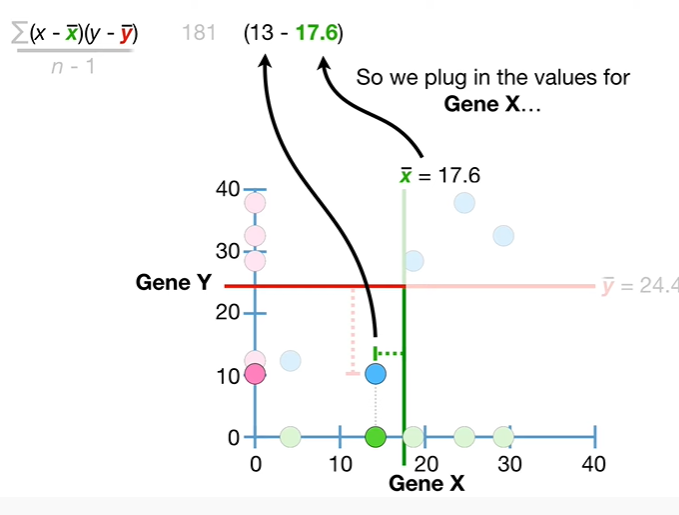 ∑(x - x̄)(y - ȳ) 181 (13 - 17.6)
n - 1
So we plug in the values for
Gene X...
x̄ = 17.6
40
30
Gene Y
ȳ = 24.4
20
10
0
0 10 20 30 40
Gene X